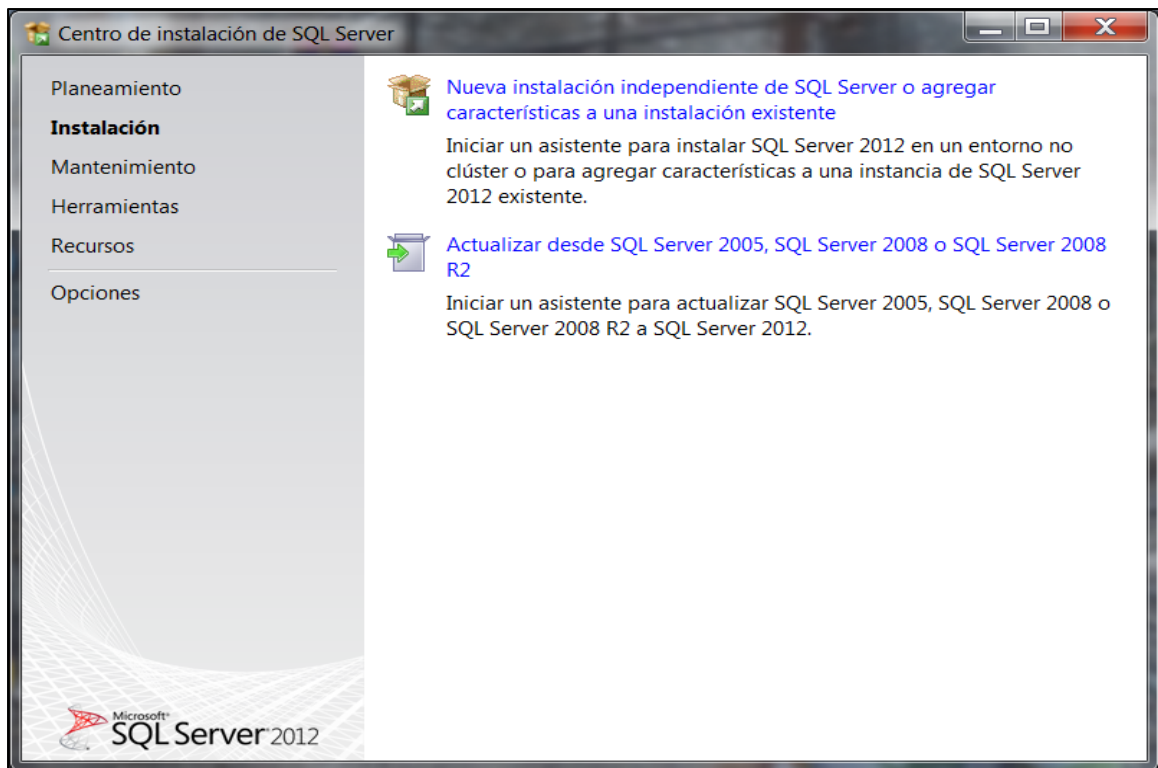 Centro de instalación de SQL Server
Planeamiento
Instalación
Mantenimiento
Herramientas
Recursos
Opciones
Nueva instalación independiente de SQL Server o agregar
características a una instalación existente
Iniciar un asistente para instalar SQL Server 2012 en un entorno no
clúster o para agregar características a una instancia de SQL Server
2012 existente.
Actualizar desde SQL Server 2005, SQL Server 2008 o SQL Server 2008
R2
Iniciar un asistente para actualizar SQL Server 2005, SQL Server 2008 o
SQL Server 2008 R2 a SQL Server 2012.
Microsoft®
SQL Server®2012